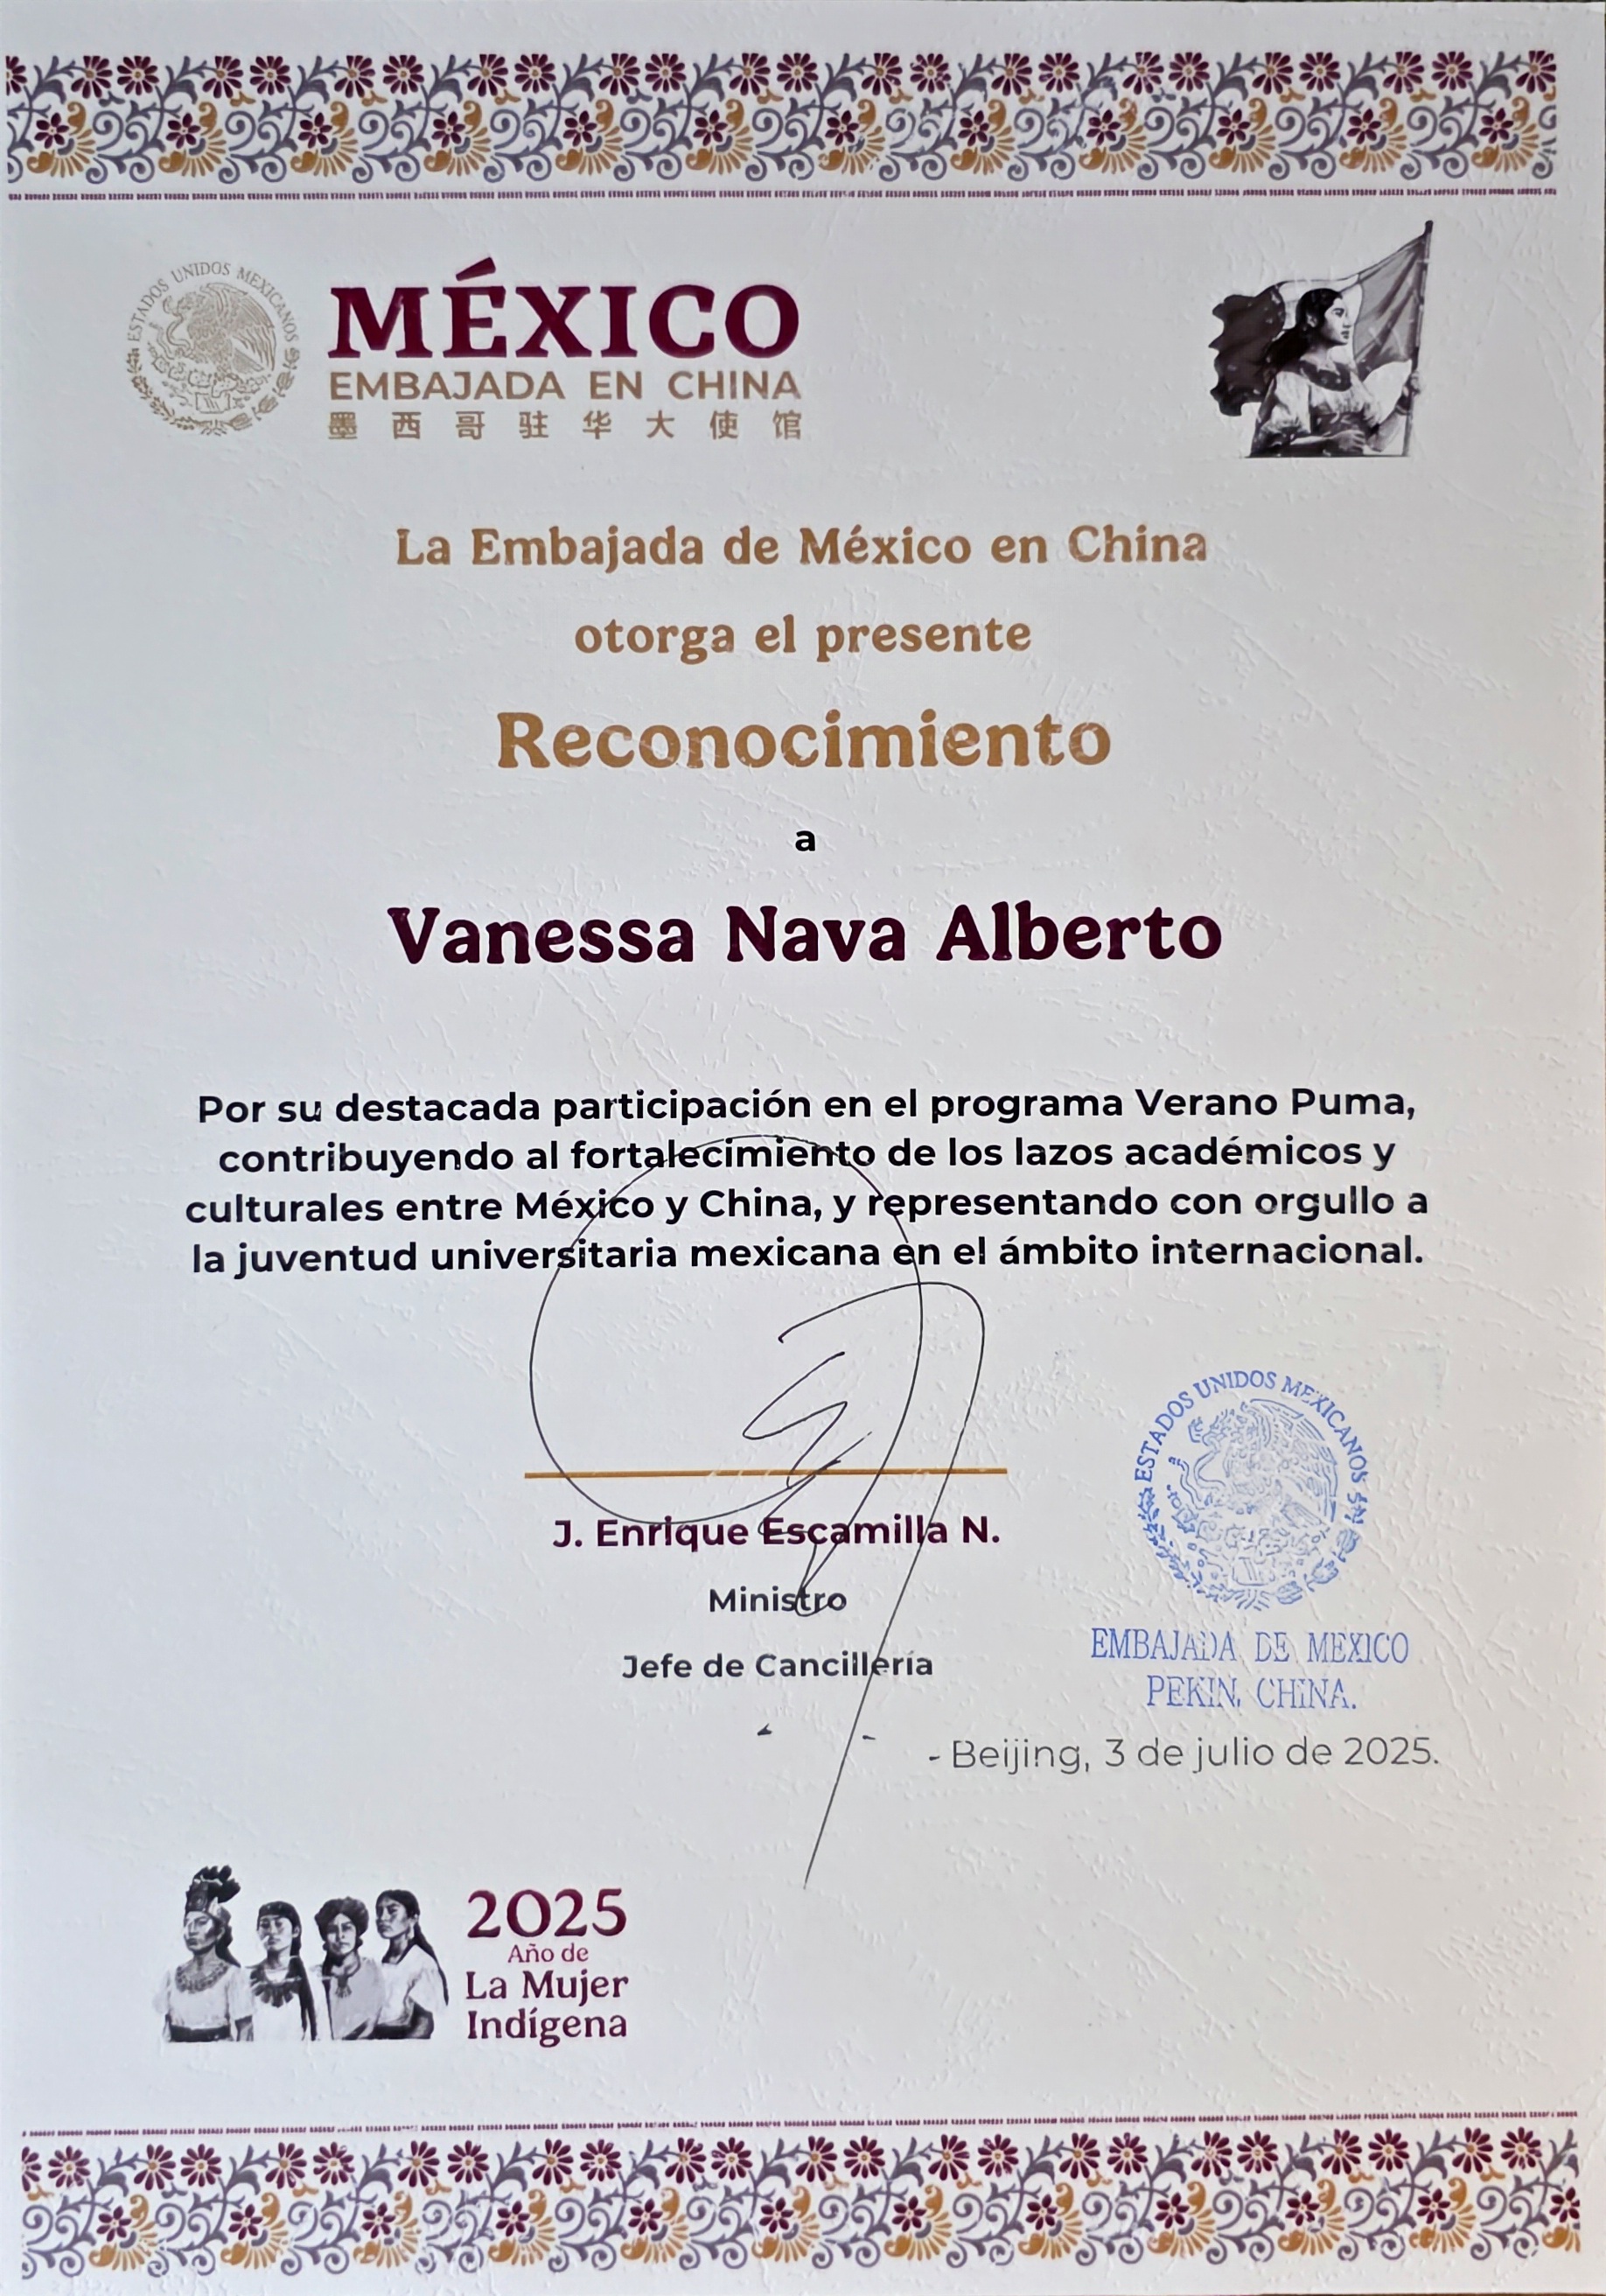 ESTADOS UNIDOS MEXICANOS
MÉXICO
EMBAJADA EN CHINA
墨西哥驻华大使馆
La Embajada de México en China
otorga el presente
Reconocimiento
a
Vanessa Nava Alberto
Por su destacada participación en el programa Verano Puma,
contribuyendo al fortalecimiento de los lazos académicos y
culturales entre México y China, y representando con orgullo a
la juventud universitaria mexicana en el ámbito internacional.
J. Enrique Escamilla N.
Ministro
Jefe de Cancillería
ESTADOS UNIDOS MEXICANOS
EMBAJADA DE MEXICO
PEKIN, CHINA.
- Beijing, 3 de julio de 2025.
2025
Año de
La Mujer
Indígena